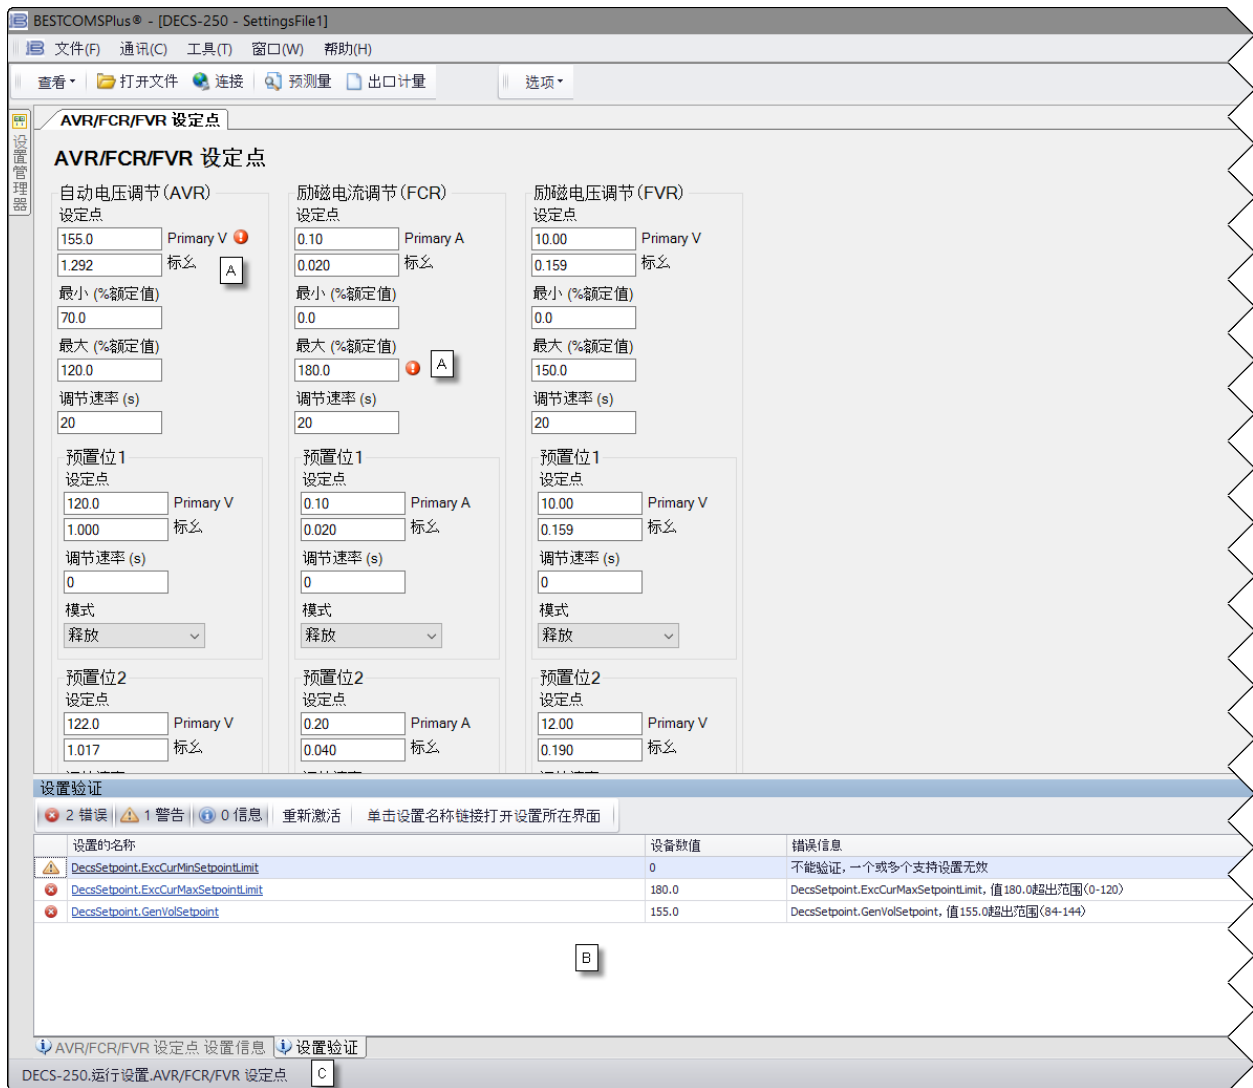 BESTCOMSPlus® - [DECS-250 - SettingsFile1]
文件(F) 通讯(C) 工具(T) 窗口(W) 帮助(H)
查看 打开文件 连接 预测量 出口计量 选项
设置管理器
AVR/FCR/FVR 设定点
AVR/FCR/FVR 设定点
自动电压调节(AVR)
设定点
155.0 Primary V
1.292 标幺
A
最小 (%额定值)
70.0
最大 (%额定值)
120.0
调节速率 (s)
20
预置位1
设定点
120.0 Primary V
1.000 标幺
调节速率 (s)
0
模式
释放
预置位2
设定点
122.0 Primary V
1.017 标幺
励磁电流调节(FCR)
设定点
0.10 Primary A
0.020 标幺
最小 (%额定值)
0.0
最大 (%额定值)
180.0
A
调节速率 (s)
20
预置位1
设定点
0.10 Primary A
0.020 标幺
调节速率 (s)
0
模式
释放
预置位2
设定点
0.20 Primary A
0.040 标幺
励磁电压调节(FVR)
设定点
10.00 Primary V
0.159 标幺
最小 (%额定值)
0.0
最大 (%额定值)
150.0
调节速率 (s)
20
预置位1
设定点
10.00 Primary V
0.159 标幺
调节速率 (s)
0
模式
释放
预置位2
设定点
12.00 Primary V
0.190 标幺
设置验证
2 错误 1 警告 0 信息 重新激活 单击设置名称链接打开设置所在界面
设置的名称 设备数值 错误信息
DecsSetpoint.ExcCurMinSetpointLimit 0 不能验证,一个或多个支持设置无效
DecsSetpoint.ExcCurMaxSetpointLimit 180.0 DecsSetpoint.ExcCurMaxSetpointLimit, 值180.0超出范围(0-120)
DecsSetpoint.GenVolSetpoint 155.0 DecsSetpoint.GenVolSetpoint, 值155.0超出范围(84-144)
B
AVR/FCR/FVR 设定点 设置信息 设置验证
DECS-250.运行设置.AVR/FCR/FVR 设定点 C